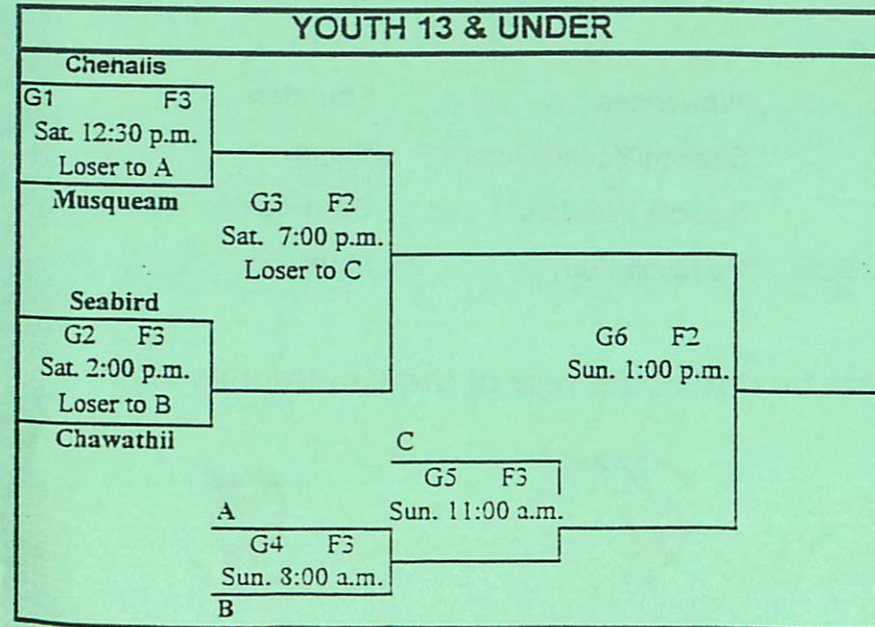 YOUTH 13 & UNDER
Chehalis
G1 F3
Sat. 12:30 p.m.
Loser to A
Musqueam
G3 F2
Sat. 7:00 p.m.
Loser to C
Seabird
G2 F3
Sat. 2:00 p.m.
Loser to B
Chawathil
G6 F2
Sun. 1:00 p.m.
C
G5 F3
Sun. 11:00 a.m.
A
G4 F3
Sun. 8:00 a.m.
B